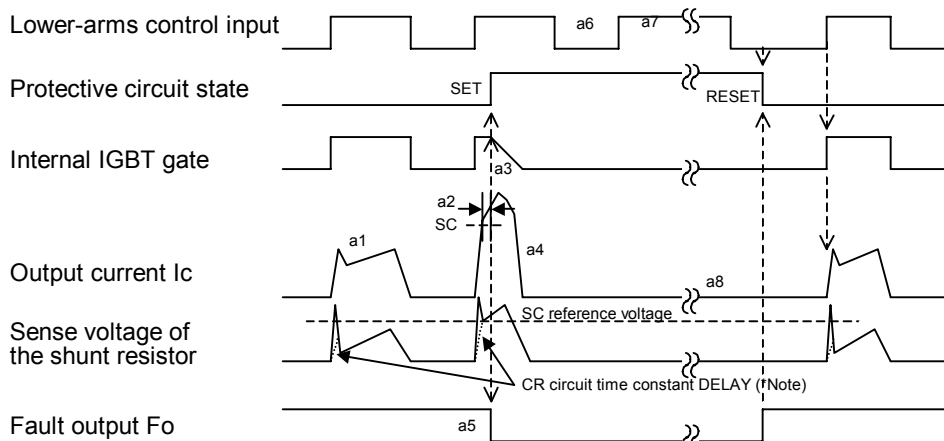 Lower-arms control input
a6
a7
Protective circuit state
SET
RESET
Internal IGBT gate
a3
a2
SC
a1
a4
Output current Ic
a8
SC reference voltage
Sense voltage of
the shunt resistor
CR circuit time constant DELAY (*Note)
Fault output Fo
a5